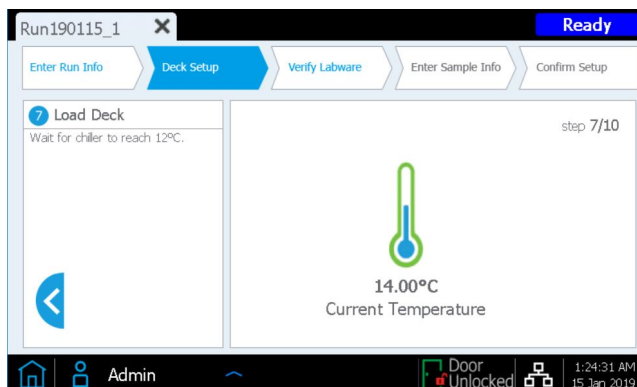 Run190115_1
Ready
Enter Run Info
Deck Setup
Verify Labware
Enter Sample Info
Confirm Setup
7 Load Deck
Wait for chiller to reach 12ºC.
step 7/10
14.00ºC
Current Temperature
Admin
Door
Unlocked
1:24:31 AM
15 Jan 2019